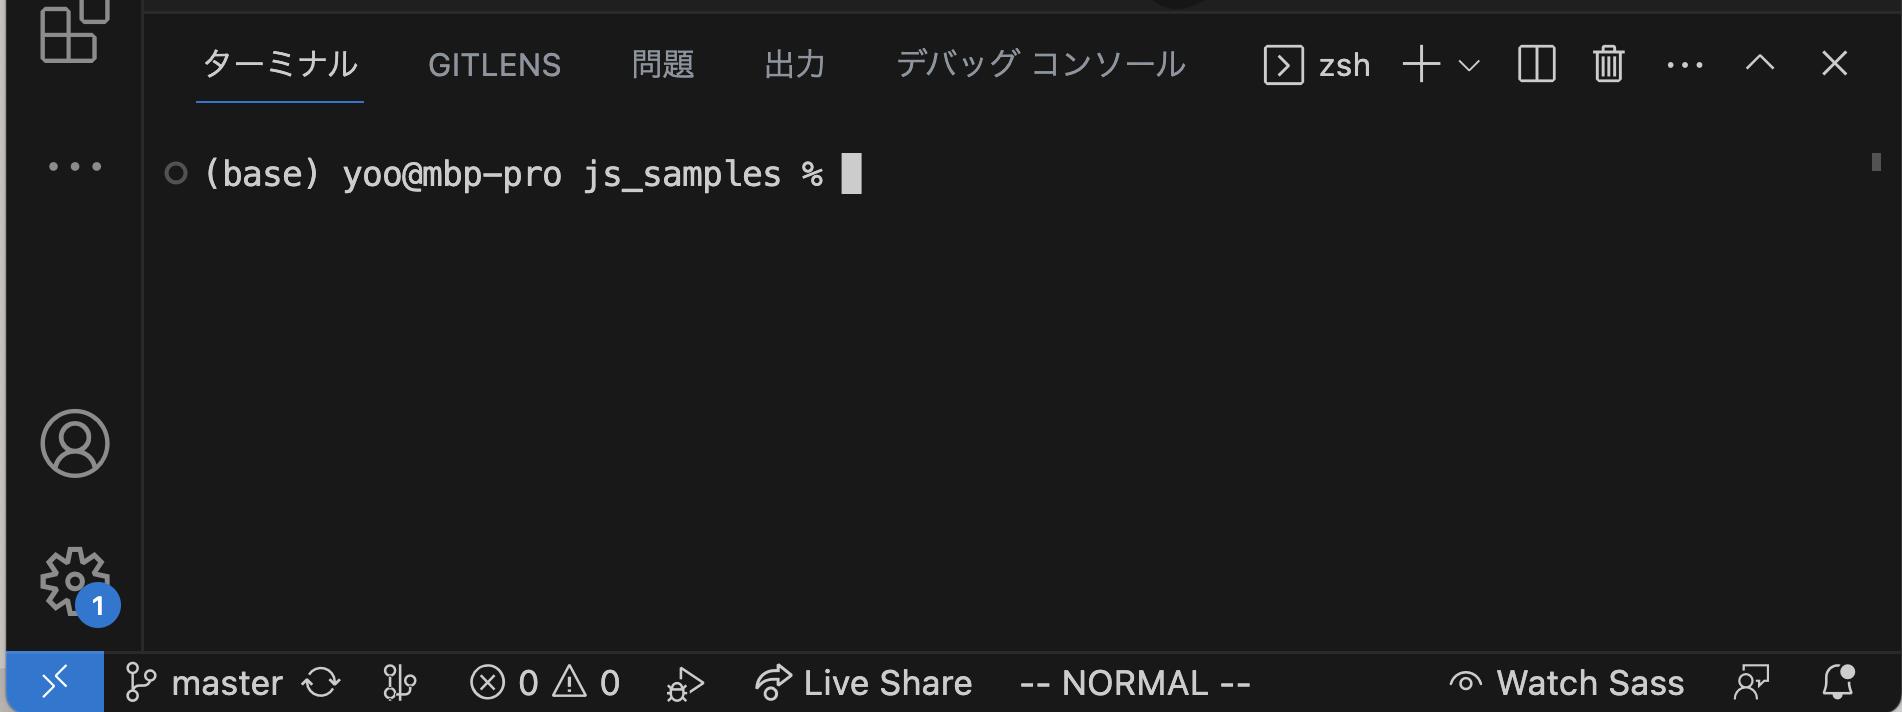 ターミナル GITLENS 問題 出力 デバッグ コンソール zsh
(base) yoo@mbp-pro js_samples %
1
master 0 0 Live Share -- NORMAL -- Watch Sass